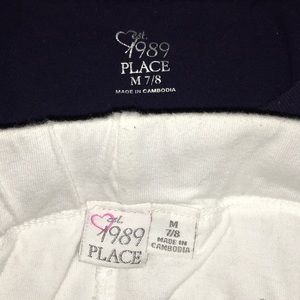 est.
1989
PLACE
M 7/8
MADE IN CAMBODIA
est.
1989
PLACE
M
7/8
MADE IN
CAMBODIA